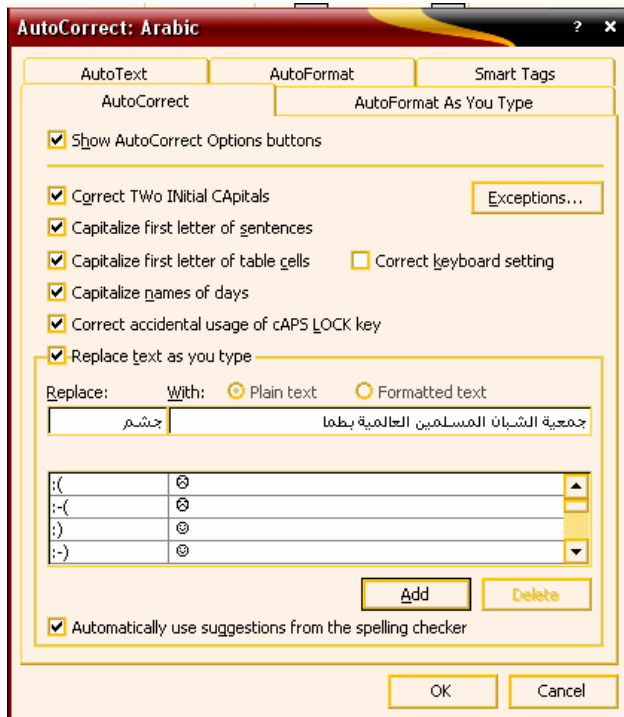 AutoCorrect: Arabic
AutoText AutoFormat Smart Tags
AutoCorrect AutoFormat As You Type
Show AutoCorrect Options buttons
Correct TWo INitial CApitals Exceptions...
Capitalize first letter of sentences
Capitalize first letter of table cells Correct keyboard setting
Capitalize names of days
Correct accidental usage of cAPS LOCK key
Replace text as you type
Replace: With: Plain text Formatted text
جشم جمعية الشبان المسلمين العالمية بطما
:( ☹
:-( ☹
:) ☺
:-) ☺
Add Delete
Automatically use suggestions from the spelling checker
OK Cancel